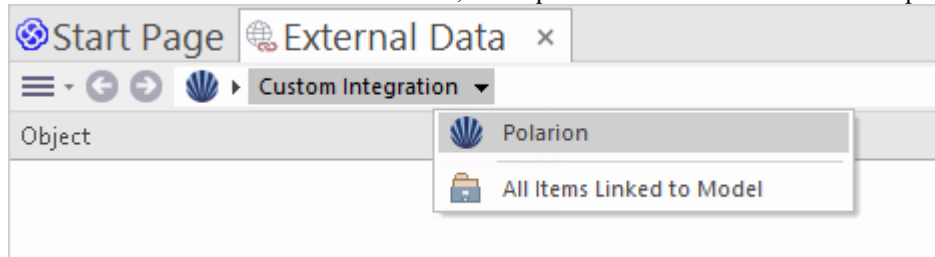 Start Page External Data ×
Custom Integration
Object
Polarion
All Items Linked to Model